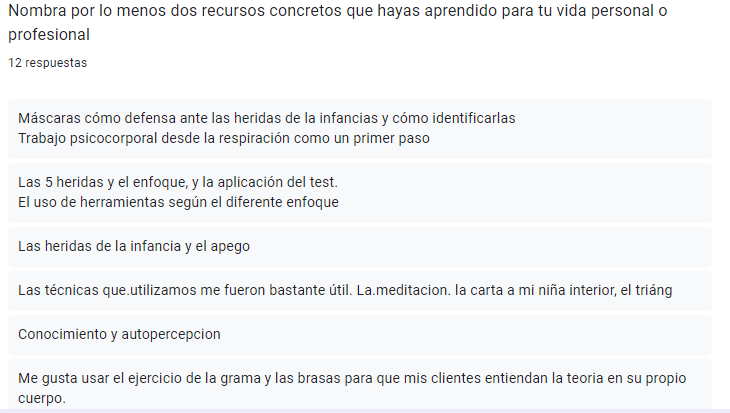 Nombra por lo menos dos recursos concretos que hayas aprendido para tu vida personal o
profesional
12 respuestas
Máscaras cómo defensa ante las heridas de la infancias y cómo identificarlas
Trabajo psicocorporal desde la respiración como un primer paso
Las 5 heridas y el enfoque, y la aplicación del test.
El uso de herramientas según el diferente enfoque
Las heridas de la infancia y el apego
Las técnicas que.utilizamos me fueron bastante útil. La.meditacion. la carta a mi niña interior, el triáng
Conocimiento y autopercepcion
Me gusta usar el ejercicio de la grama y las brasas para que mis clientes entiendan la teoria en su propio
cuerpo.